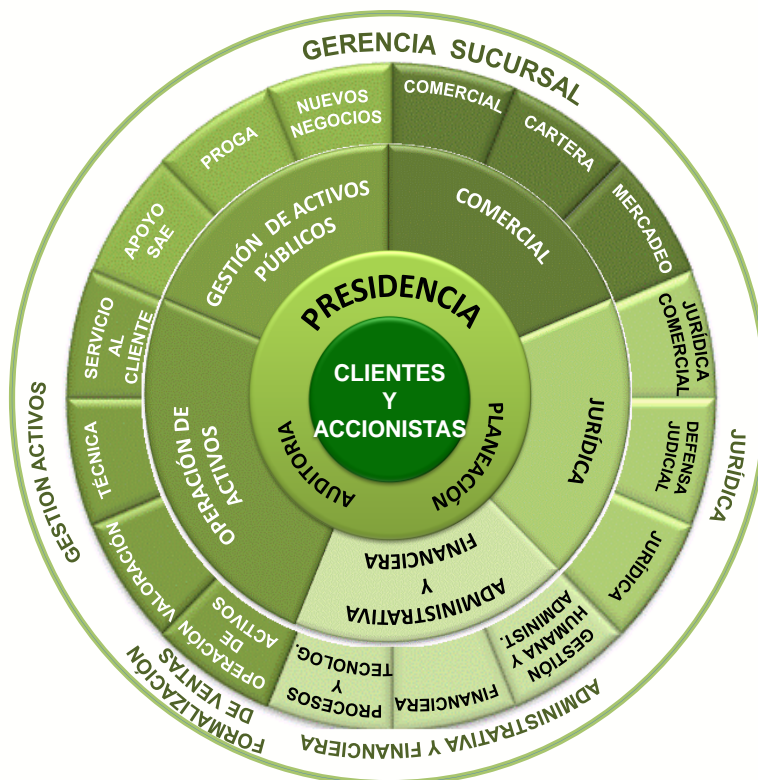 GERENCIA SUCURSAL
NUEVOS
NEGOCIOS
COMERCIAL
CARTERA
MERCADEO
PROGA
APOYO
SAE
GESTIÓN DE ACTIVOS
PÚBLICOS
COMERCIAL
PRESIDENCIA
CLIENTES
Y
ACCIONISTAS
AUDITORIA
PLANEACIÓN
SERVICIO
AL
CLIENTE
TÉCNICA
VALORACIÓN
OPERACIÓN
DE
ACTIVOS
OPERACIÓN DE
ACTIVOS
JURÍDICA
JURÍDICA
COMERCIAL
DEFENSA
JUDICIAL
JURÍDICA
ADMINISTRATIVA
Y
FINANCIERA
GESTIÓN
HUMANA Y
ADMINIST.
FINANCIERA
PROCESOS
Y
TECNOLOG.
GESTION ACTIVOS
FORMALIZACIÓN
DE VENTAS
ADMINISTRATIVA Y FINANCIERA
JURÍDICA